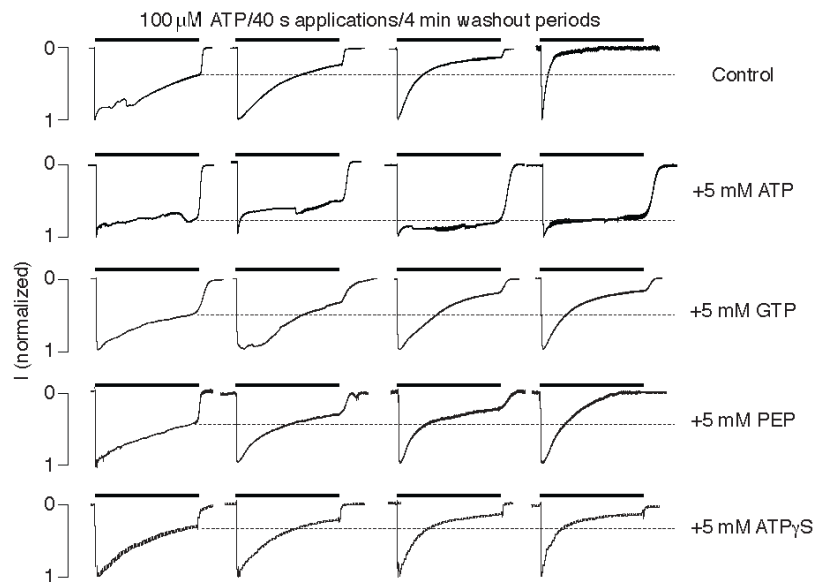 100 μM ATP/40 s applications/4 min washout periods
0
1
Control
0
1
+5 mM ATP
0
1
+5 mM GTP
0
1
+5 mM PEP
0
1
+5 mM ATPγS
I (normalized)